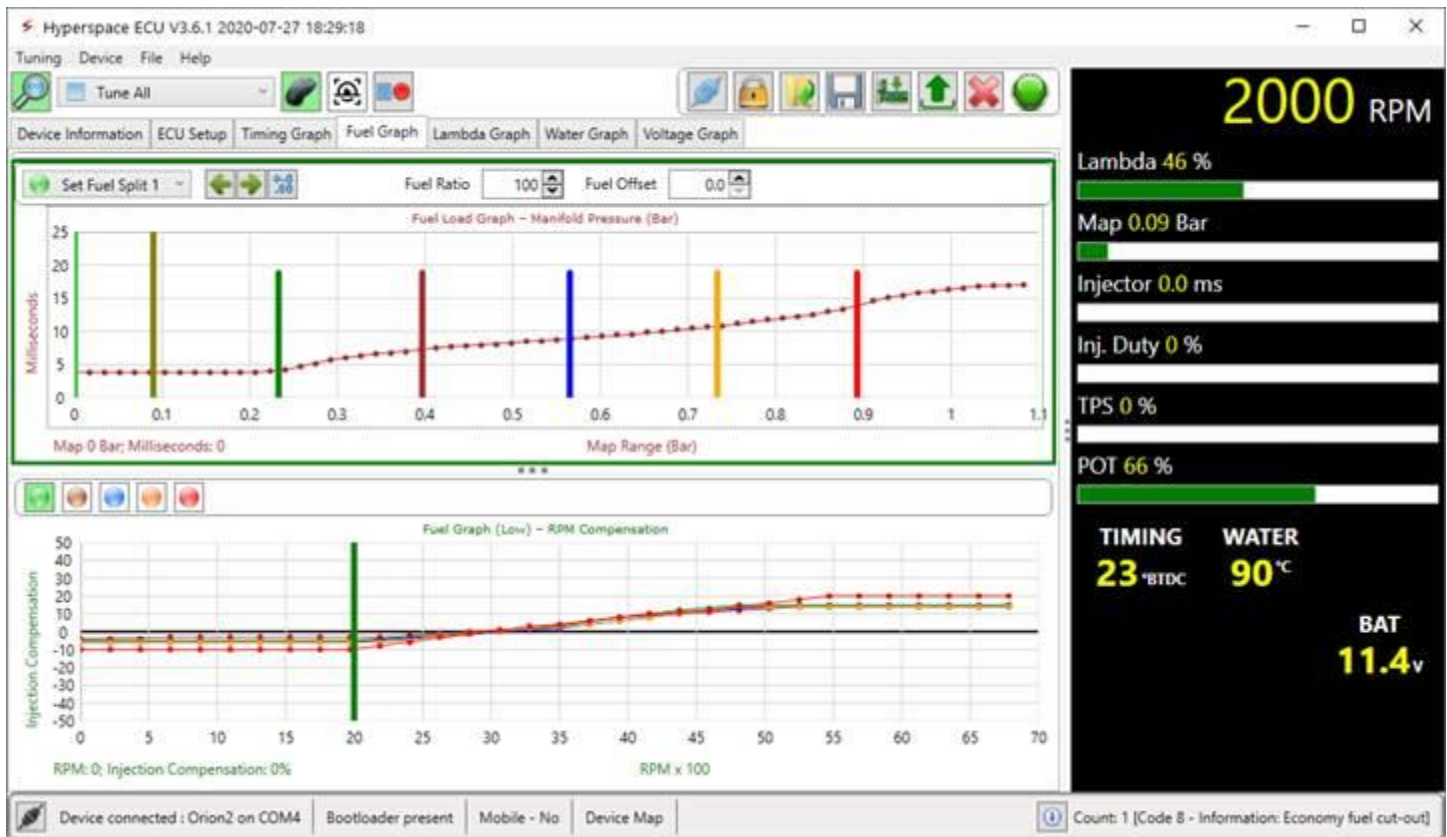 Hyperspace ECU V3.6.1 2020-07-27 18:29:18
Tuning Device File Help
Tune All
Device Information ECU Setup Timing Graph Fuel Graph Lambda Graph Water Graph Voltage Graph
Set Fuel Split 1 Fuel Ratio 100 Fuel Offset 0.0
Fuel Load Graph – Manifold Pressure (Bar)
Milliseconds
25
20
15
10
5
0
0 0.1 0.2 0.3 0.4 0.5 0.6 0.7 0.8 0.9 1 1.1
Map 0 Bar; Milliseconds: 0 Map Range (Bar)
Fuel Graph (Low) – RPM Compensation
Injection Compensation
50
40
30
20
10
0
-10
-20
-30
-40
-50
0 5 10 15 20 25 30 35 40 45 50 55 60 65 70
RPM: 0; Injection Compensation: 0% RPM x 100
2000 RPM
Lambda 46 %
Map 0.09 Bar
Injector 0.0 ms
Inj. Duty 0 %
TPS 0 %
POT 66 %
TIMING WATER
23 °BTDC 90 °C
BAT
11.4 v
Device connected : Orion2 on COM4 Bootloader present Mobile - No Device Map Count: 1 [Code 8 - Information: Economy fuel cut-out]